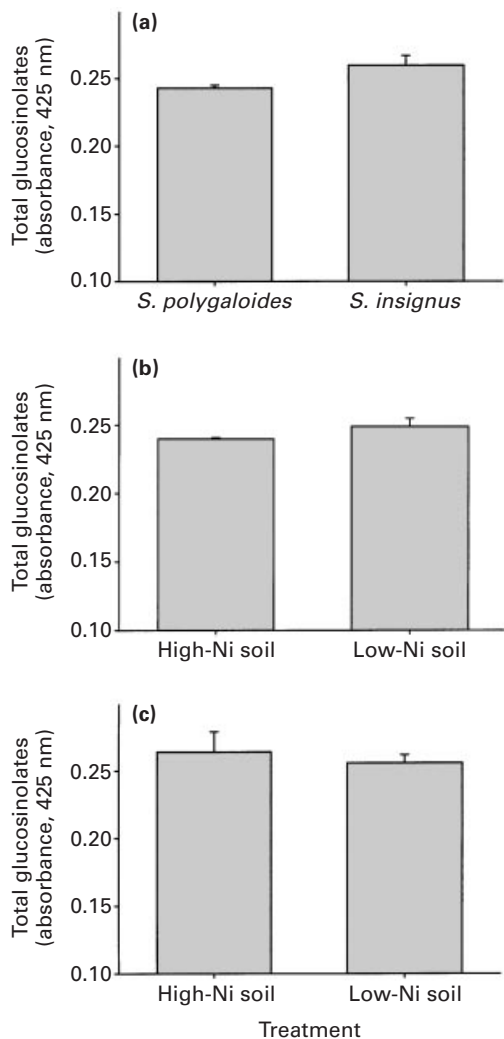 (a)
Total glucosinolates
(absorbance, 425 nm)
0.25
0.20
0.15
0.10
S. polygaloides S. insignus
(b)
Total glucosinolates
(absorbance, 425 nm)
0.25
0.20
0.15
0.10
High-Ni soil Low-Ni soil
(c)
Total glucosinolates
(absorbance, 425 nm)
0.25
0.20
0.15
0.10
High-Ni soil Low-Ni soil
Treatment